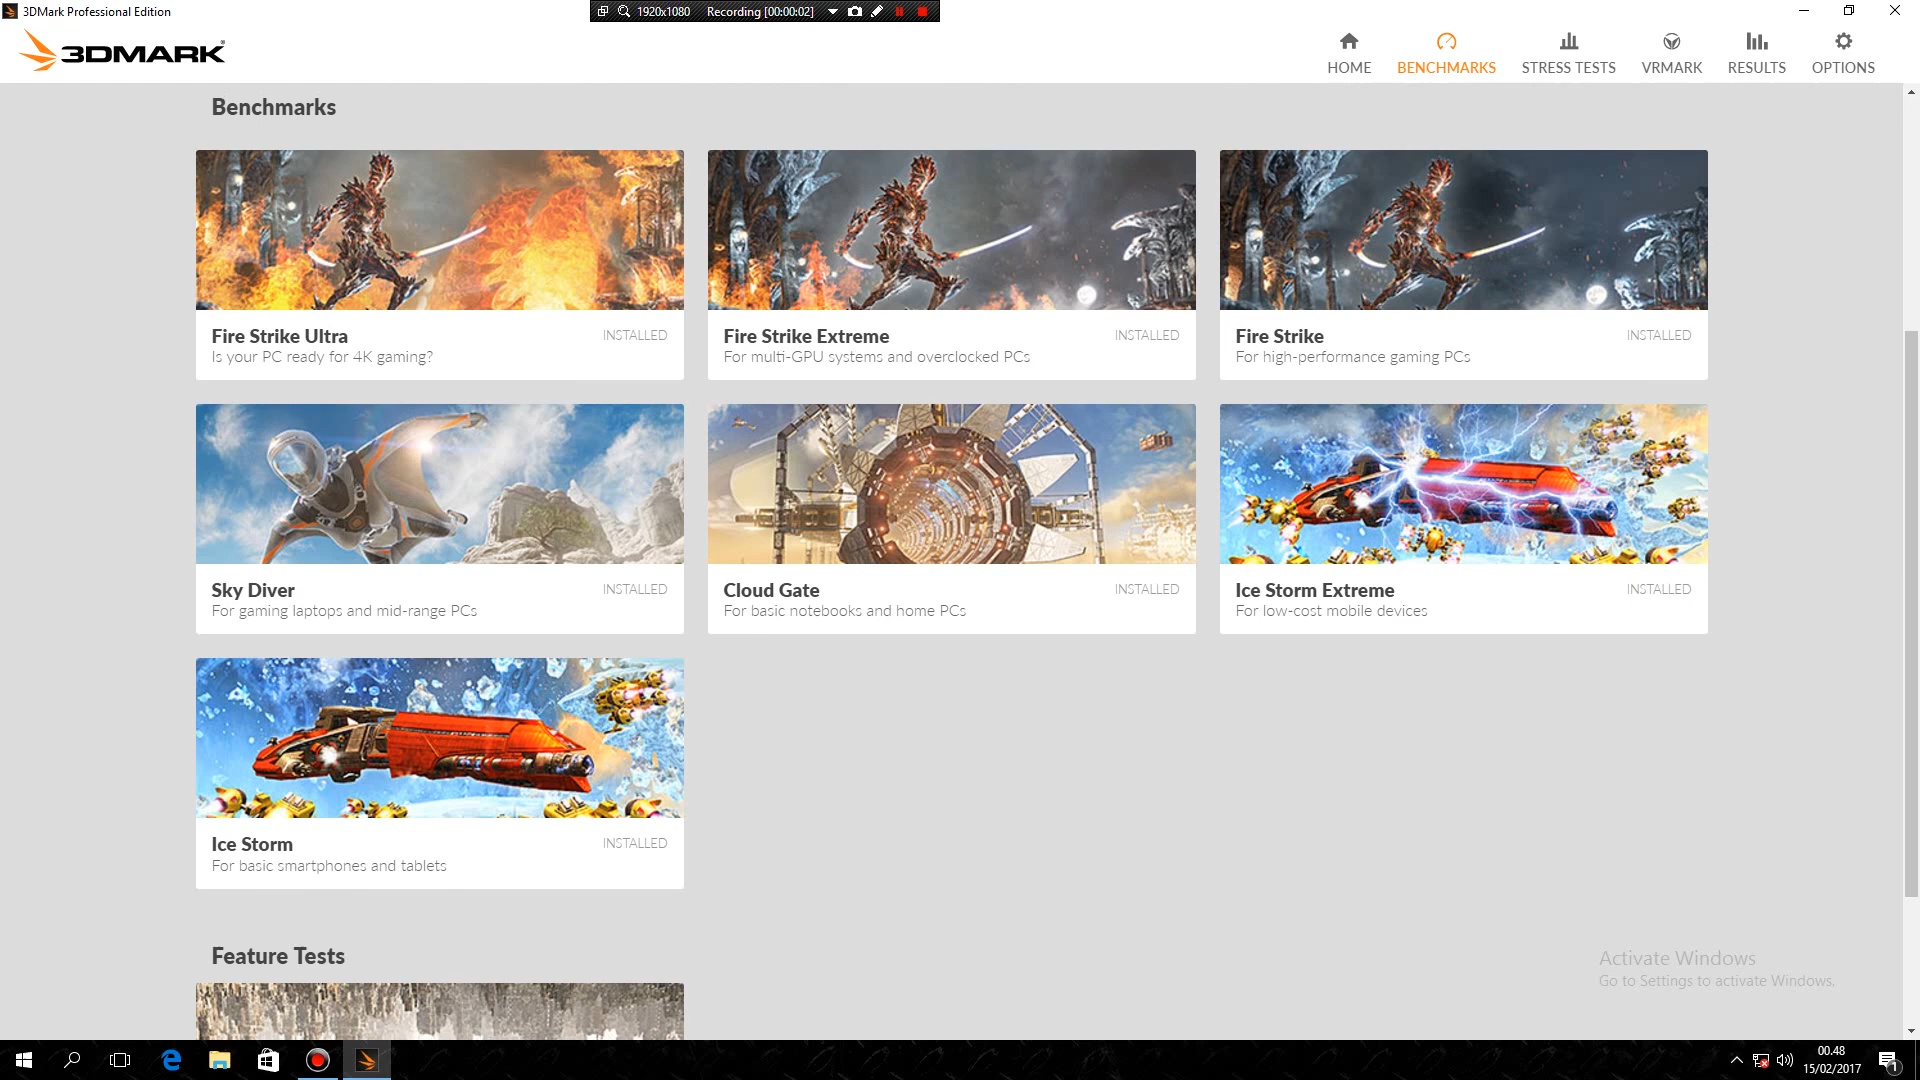 3DMark Professional Edition
1920x1080 Recording [00:00:02]
3DMARK
HOME
BENCHMARKS
STRESS TESTS
VRMARK
RESULTS
OPTIONS
Benchmarks
Fire Strike Ultra
INSTALLED
Is your PC ready for 4K gaming?
Fire Strike Extreme
INSTALLED
For multi-GPU systems and overclocked PCs
Fire Strike
INSTALLED
For high-performance gaming PCs
Sky Diver
INSTALLED
For gaming laptops and mid-range PCs
Cloud Gate
INSTALLED
For basic notebooks and home PCs
Ice Storm Extreme
INSTALLED
For low-cost mobile devices
Ice Storm
INSTALLED
For basic smartphones and tablets
Feature Tests
Activate Windows
Go to Settings to activate Windows.
00.48
15/02/2017
1